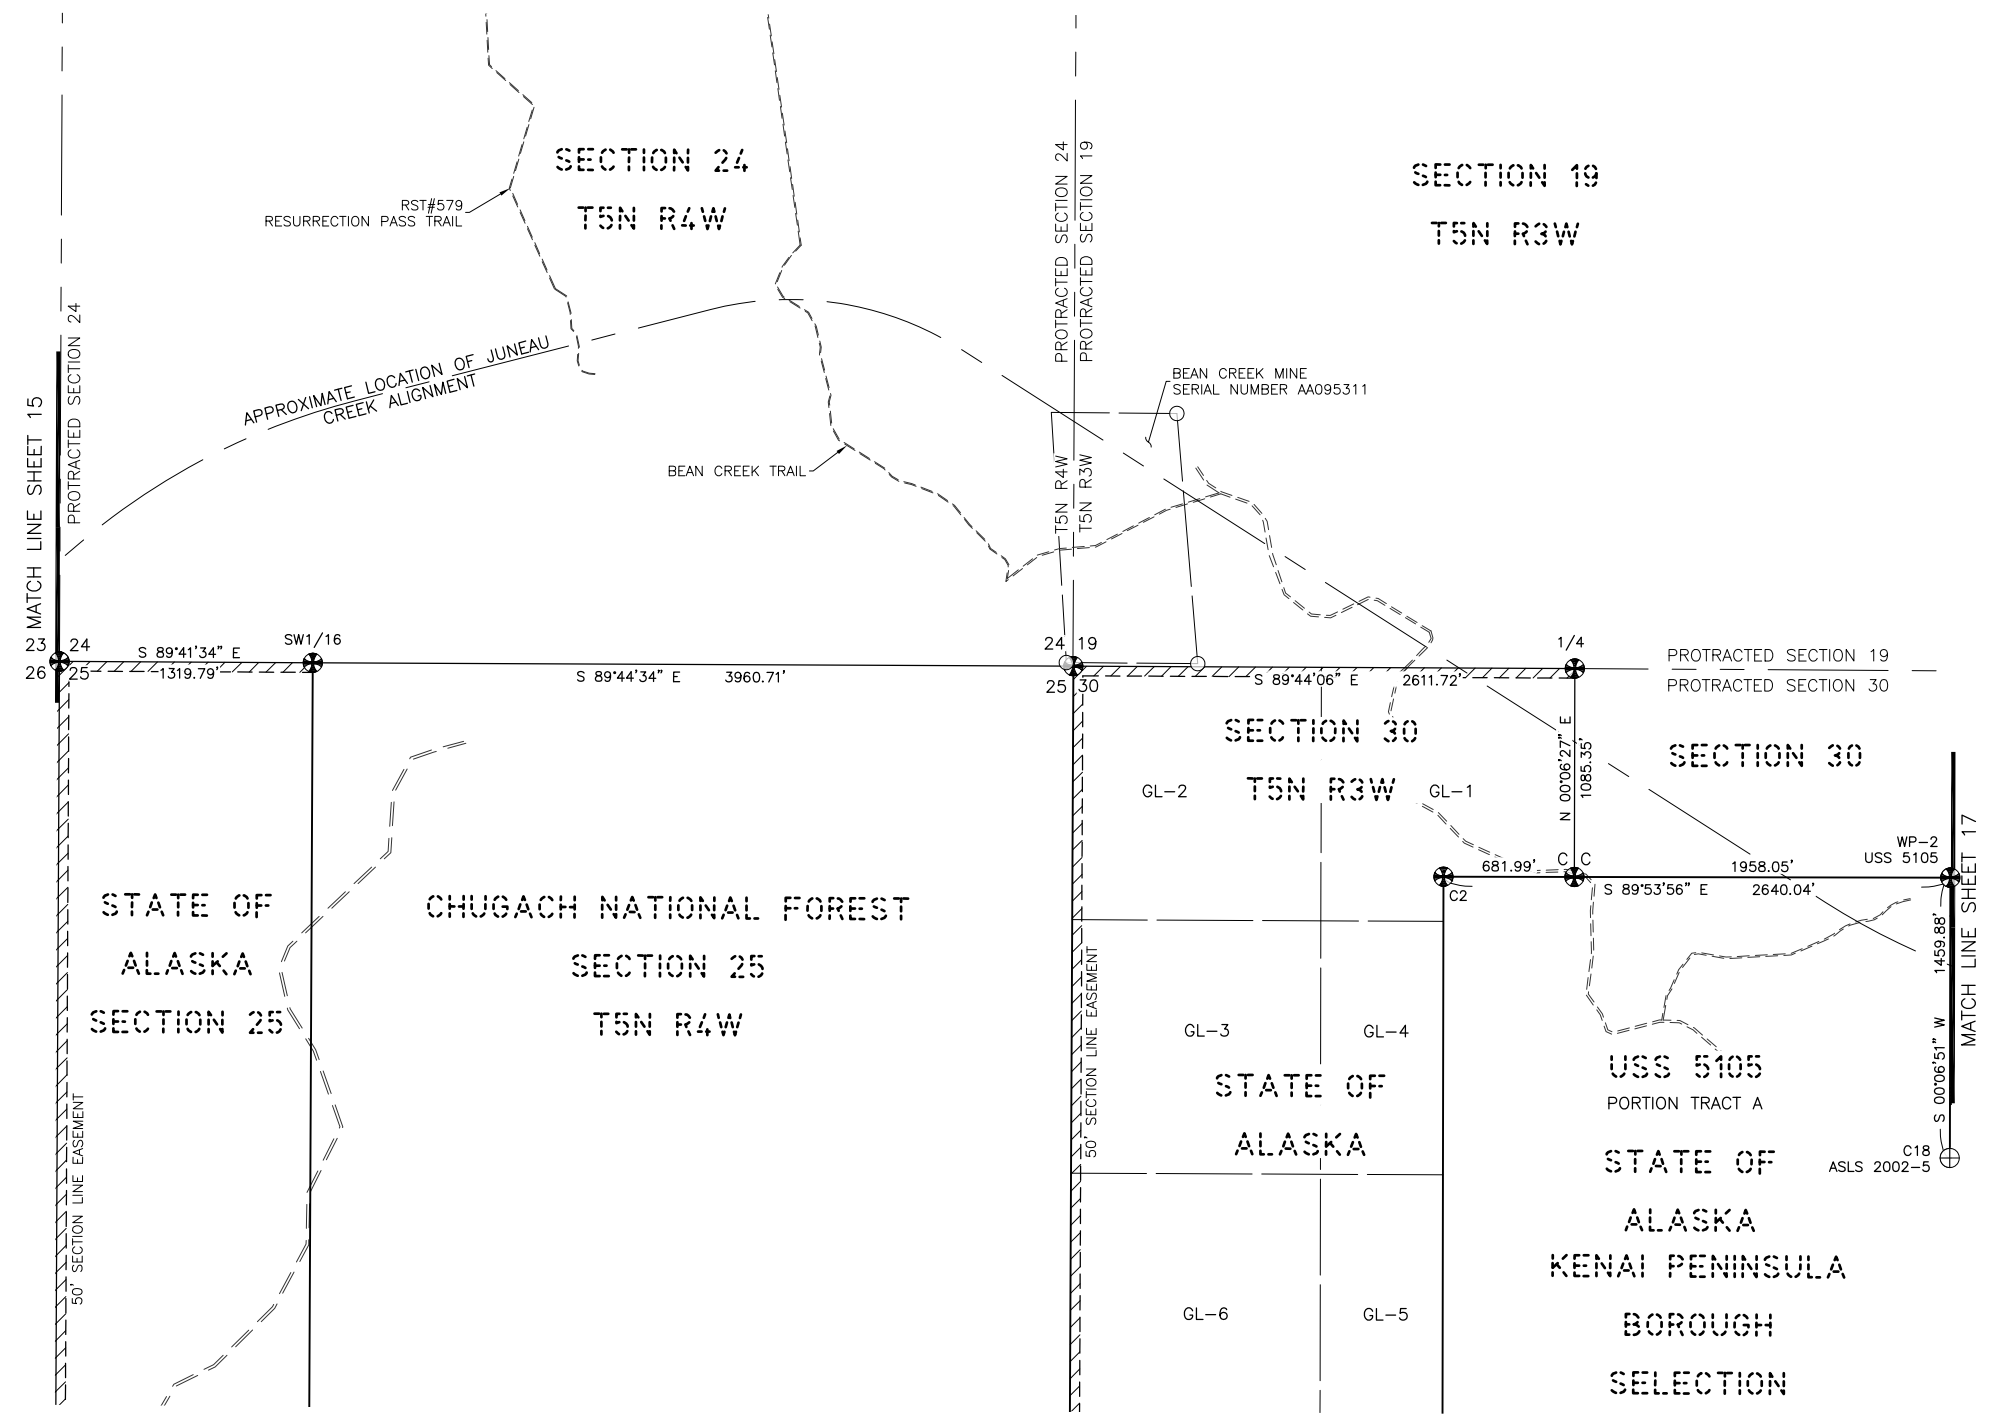 SECTION 24
T5N R4W
SECTION 19
T5N R3W
RST#579
RESURRECTION PASS TRAIL
PROTRACTED SECTION 24
PROTRACTED SECTION 19
PROTRACTED SECTION 24
MATCH LINE SHEET 15
APPROXIMATE LOCATION OF JUNEAU
CREEK ALIGNMENT
BEAN CREEK MINE
SERIAL NUMBER AA095311
BEAN CREEK TRAIL
T5N R4W
T5N R3W
23 24
26 25
S 89°41'34" E
1319.79'
SW1/16
S 89°44'34" E 3960.71'
24 19
25 30
S 89°44'06" E 2611.72'
1/4
PROTRACTED SECTION 19
PROTRACTED SECTION 30
SECTION 30
T5N R3W
SECTION 30
GL-2
GL-1
N 00°06'27" E
1085.35'
WP-2
USS 5105
MATCH LINE SHEET 17
681.99'
C C
1958.05'
C2
S 89°53'56" E 2640.04'
1459.88'
S 00°06'51" W
STATE OF
ALASKA
SECTION 25
CHUGACH NATIONAL FOREST
SECTION 25
T5N R4W
50' SECTION LINE EASEMENT
50' SECTION LINE EASEMENT
GL-3
GL-4
STATE OF
ALASKA
GL-6
GL-5
USS 5105
PORTION TRACT A
C18
ASLS 2002-5
STATE OF
ALASKA
KENAI PENINSULA
BOROUGH
SELECTION